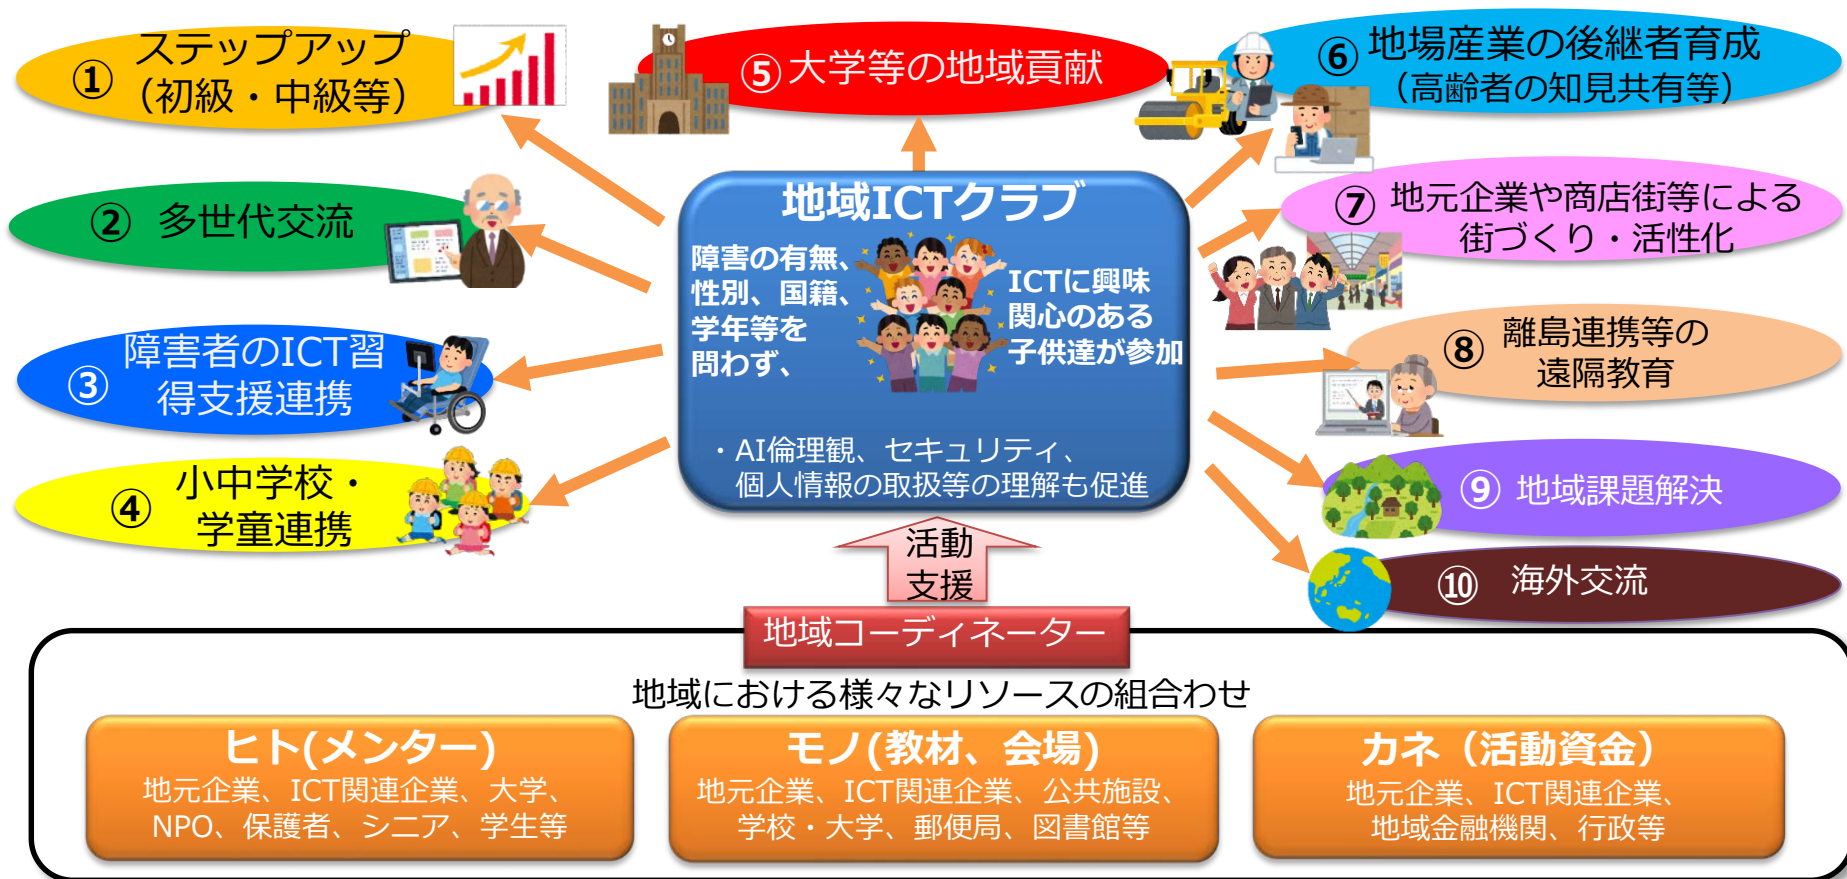 ① ステップアップ
(初級・中級等)
② 多世代交流
③ 障害者のICT習
得支援連携
④ 小中学校・
学童連携
⑤大学等の地域貢献
⑥ 地場産業の後継者育成
(高齢者の知見共有等)
⑦ 地元企業や商店街等による
街づくり・活性化
⑧ 離島連携等の
遠隔教育
⑨ 地域課題解決
⑩ 海外交流
地域ICTクラブ
障害の有無、
性別、国籍、
学年等を
問わず、
ICTに興味
関心のある
子供達が参加
・AI倫理観、セキュリティ、
個人情報の取扱等の理解も促進
活動
支援
地域コーディネーター
地域における様々なリソースの組合わせ
ヒト(メンター)
地元企業、ICT関連企業、大学、
NPO、保護者、シニア、学生等
モノ(教材、会場)
地元企業、ICT関連企業、公共施設、
学校・大学、郵便局、図書館等
カネ（活動資金）
地元企業、ICT関連企業、
地域金融機関、行政等